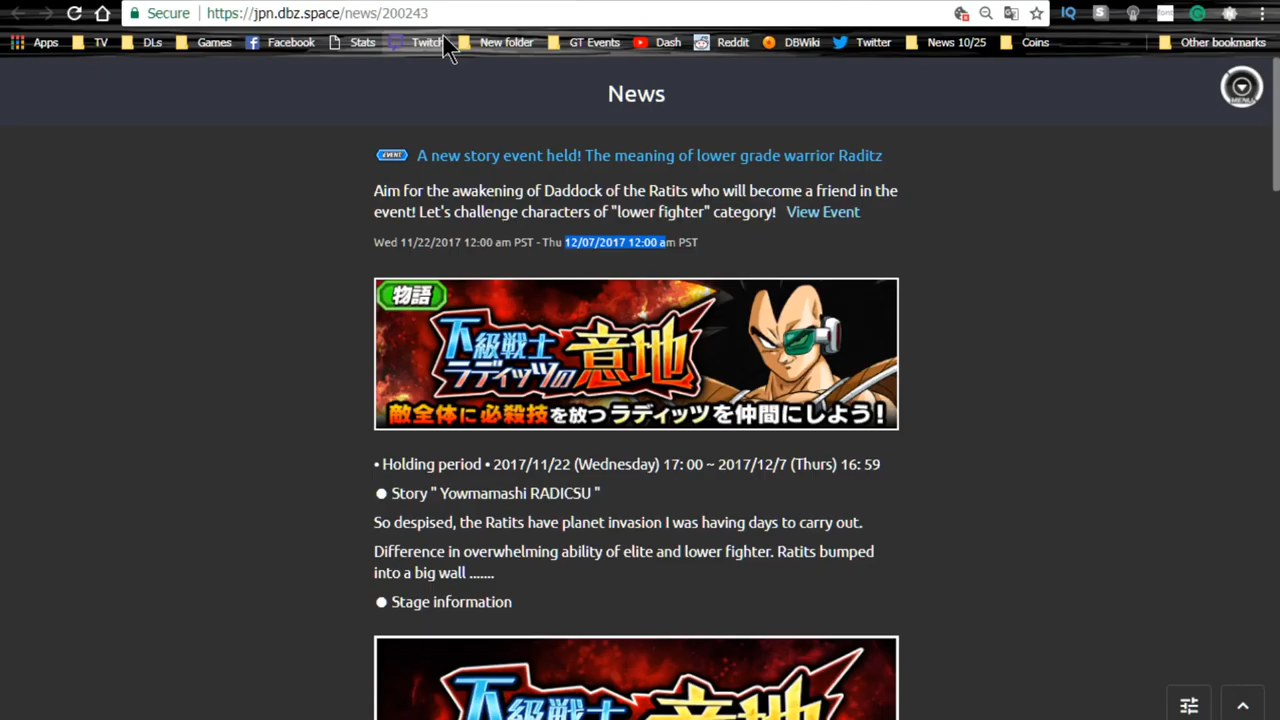 Secure https://jpn.dbz.space/news/200243
Apps TV DLs Games Facebook Stats Twitch New folder GT Events Dash Reddit DBWiki Twitter News 10/25 Coins Other bookmarks
News
MENU
EVENT A new story event held! The meaning of lower grade warrior Raditz
Aim for the awakening of Daddock of the Ratits who will become a friend in the
event! Let's challenge characters of "lower fighter" category! View Event
Wed 11/22/2017 12:00 am PST - Thu 12/07/2017 12:00 am PST
物語
下級戦士
ラディッツの意地
敵全体に必殺技を放つラディッツを仲間にしよう!
• Holding period • 2017/11/22 (Wednesday) 17: 00 ~ 2017/12/7 (Thurs) 16: 59
● Story " Yowmamashi RADICSU "
So despised, the Ratits have planet invasion I was having days to carry out.
Difference in overwhelming ability of elite and lower fighter. Ratits bumped
into a big wall .......
● Stage information
下級戦士
意地